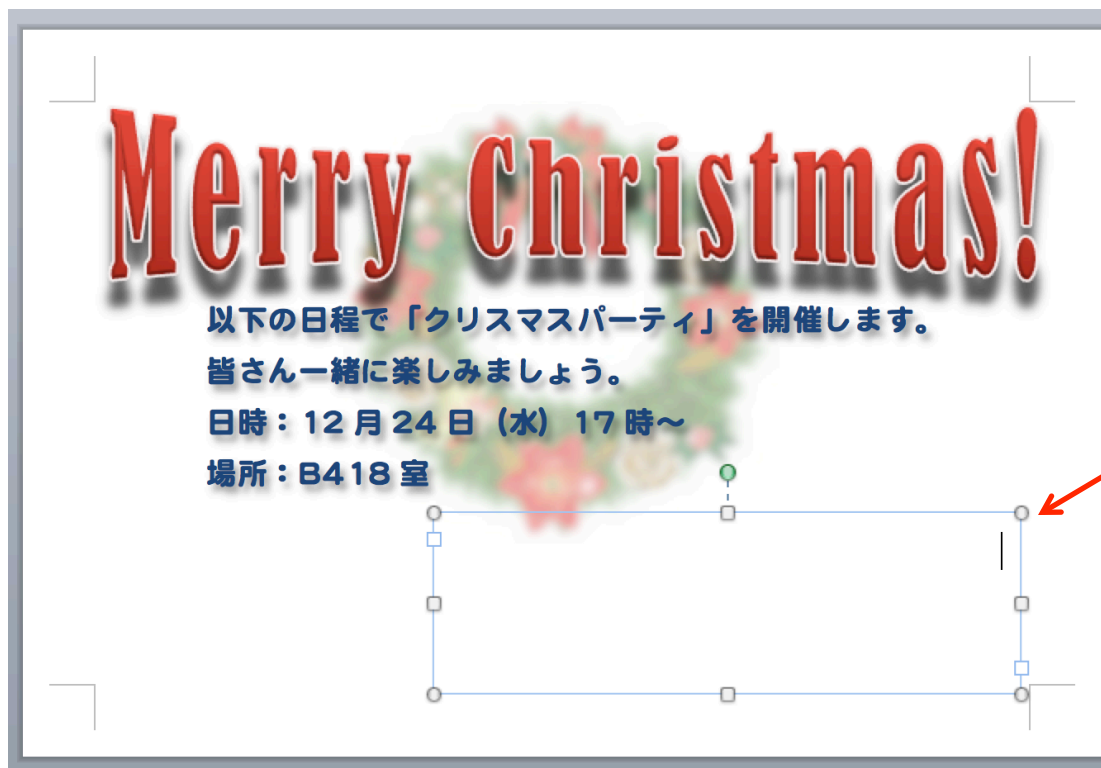 Merry Christmas!
以下の日程で「クリスマスパーティ」を開催します。
皆さん一緒に楽しみましょう。
日時：12月24日（水）17時～
場所：B418室